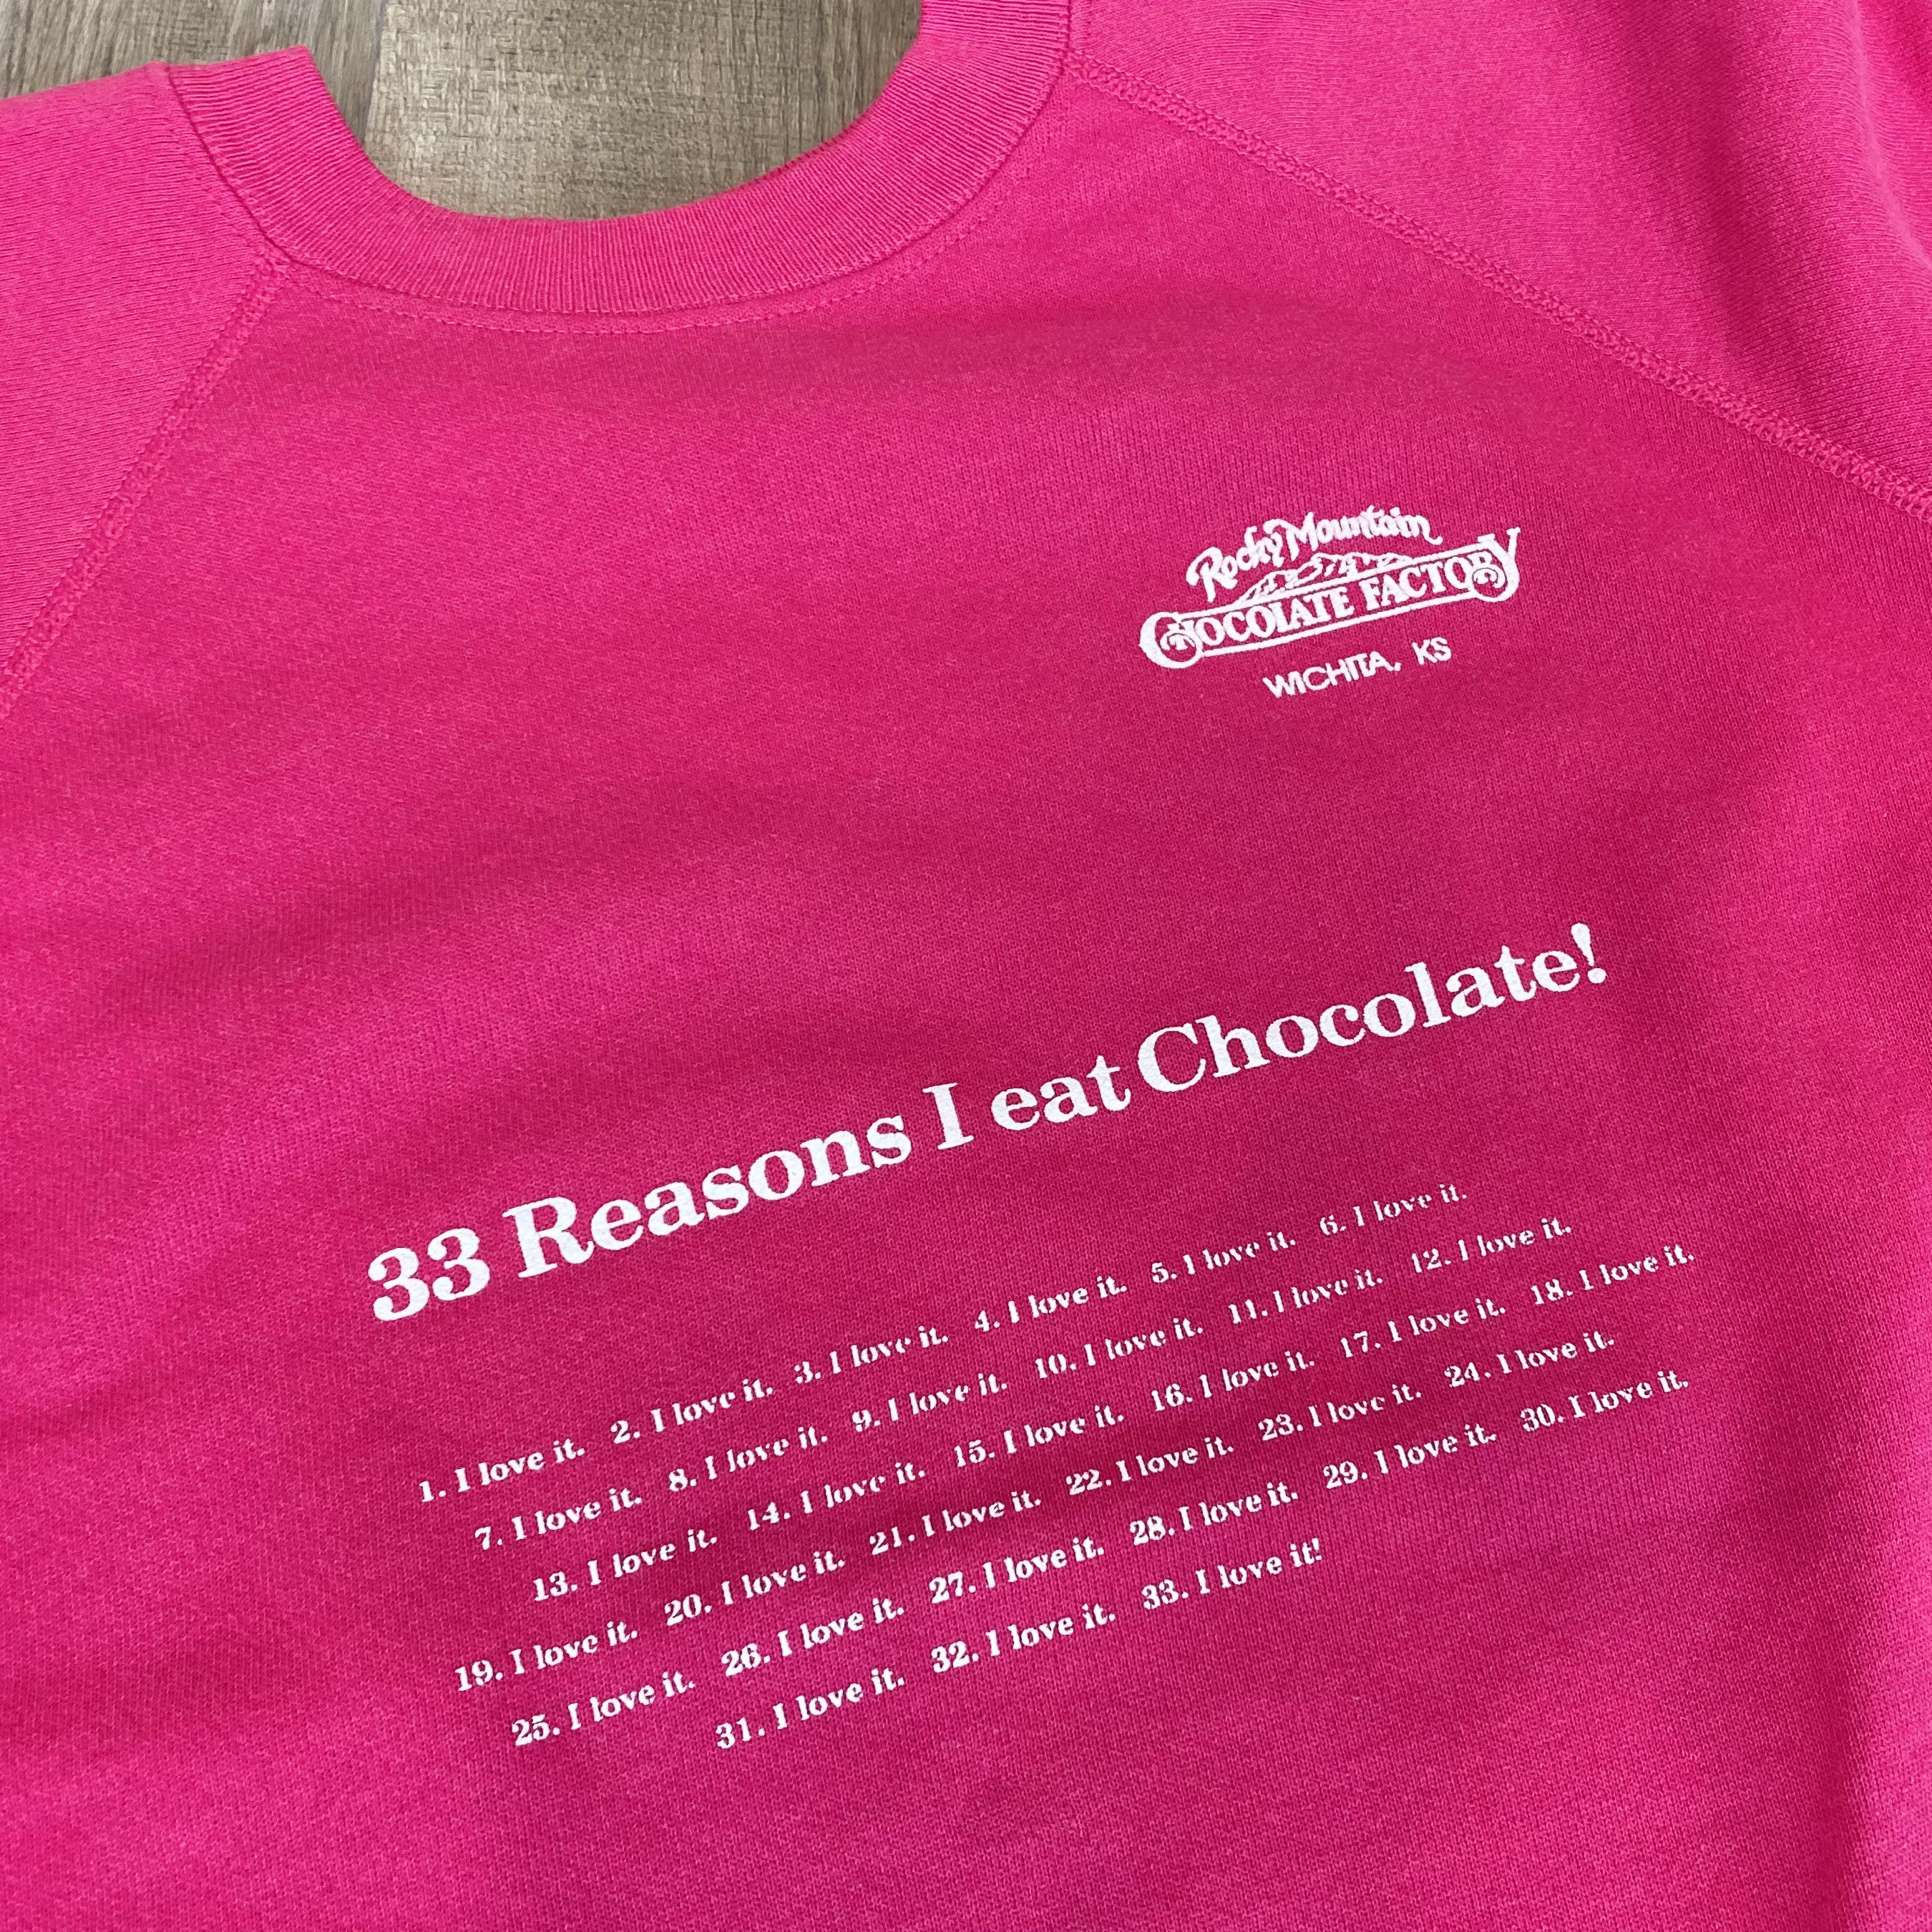 Rocky Mountain
CHOCOLATE FACTORY
WICHITA, KS
33 Reasons I eat Chocolate!
1. I love it. 2. I love it. 3. I love it. 4. I love it. 5. I love it. 6. I love it.
7. I love it. 8. I love it. 9. I love it. 10. I love it. 11. I love it. 12. I love it.
13. I love it. 14. I love it. 15. I love it. 16. I love it. 17. I love it. 18. I love it.
19. I love it. 20. I love it. 21. I love it. 22. I love it. 23. I love it. 24. I love it.
25. I love it. 26. I love it. 27. I love it. 28. I love it. 29. I love it. 30. I love it.
31. I love it. 32. I love it. 33. I love it!